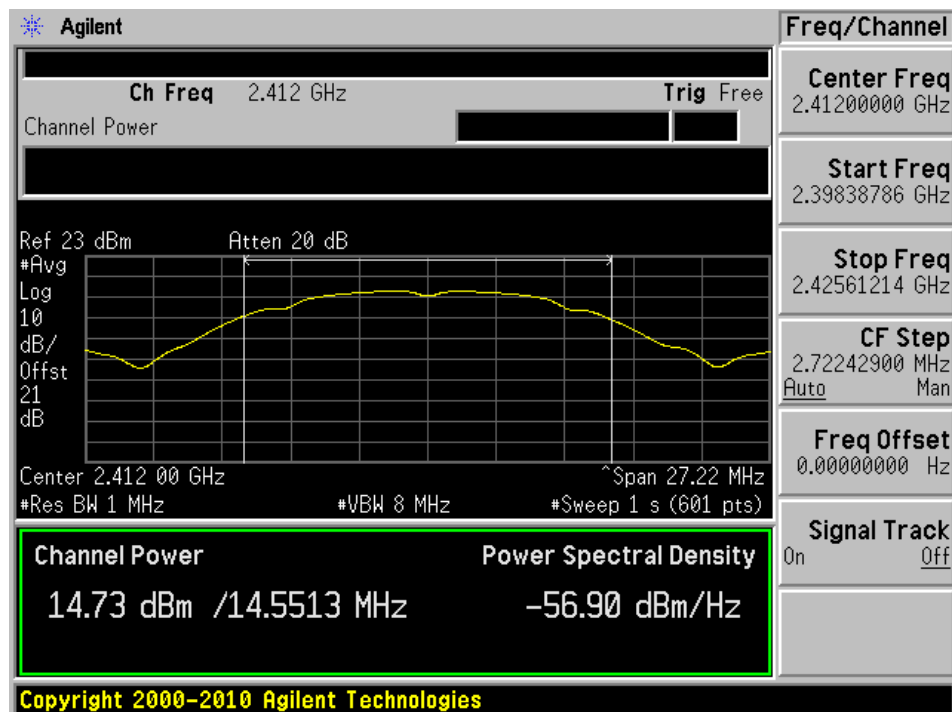 Agilent
Freq/Channel
Ch Freq 2.412 GHz Trig Free
Channel Power
Ref 23 dBm Atten 20 dB
#Avg
Log
10
dB/
Offst
21
dB
Center 2.412 00 GHz ^Span 27.22 MHz
#Res BW 1 MHz #VBW 8 MHz #Sweep 1 s (601 pts)
Channel Power Power Spectral Density
14.73 dBm /14.5513 MHz -56.90 dBm/Hz
Copyright 2000-2010 Agilent Technologies
Center Freq
2.41200000 GHz
Start Freq
2.39838786 GHz
Stop Freq
2.42561214 GHz
CF Step
2.72242900 MHz
Auto Man
Freq Offset
0.00000000 Hz
Signal Track
On Off